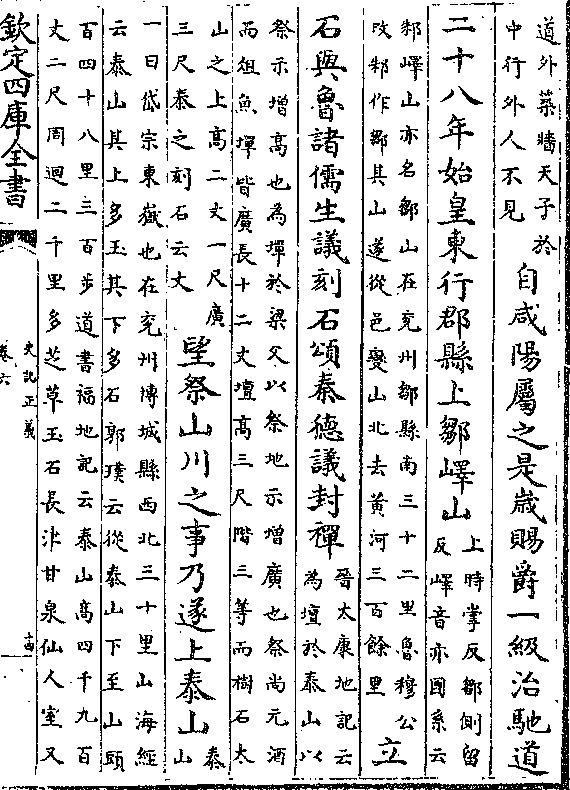 道外築牆天子於
中行外人不見
自咸陽屬之是歲賜爵一級治馳道
二十八年始皇東行郡縣上鄒嶧山
上時掌反鄒側留
反嶧音亦國系云
邾嶧山亦名鄒山在兗州鄒縣南三十二里魯穆公
改邾作鄒其山遂從邑變山北去黃河三百餘里
立
石與魯諸儒生議刻石頌秦德議封禪
晉太康地記云
為壇於泰山以
祭示增高也為墠於梁父以祭地示增廣也祭尚元酒
而俎魚墠皆廣長十二丈壇高三尺階三等而樹石太
山之上高二丈一尺廣
三尺秦之刻石云丈
望祭山川之事乃遂上泰山
泰
山
一曰岱宗東嶽也在兗州博城縣西北三十里山海經
云泰山其上多玉其下多石郭璞云從泰山下至山頭
百四十八里三百步道書福地記云泰山高四千九百
丈二尺周迴二千里多芝草玉石長津甘泉仙人室又
欽定四庫全書
史記正義
卷六
十四